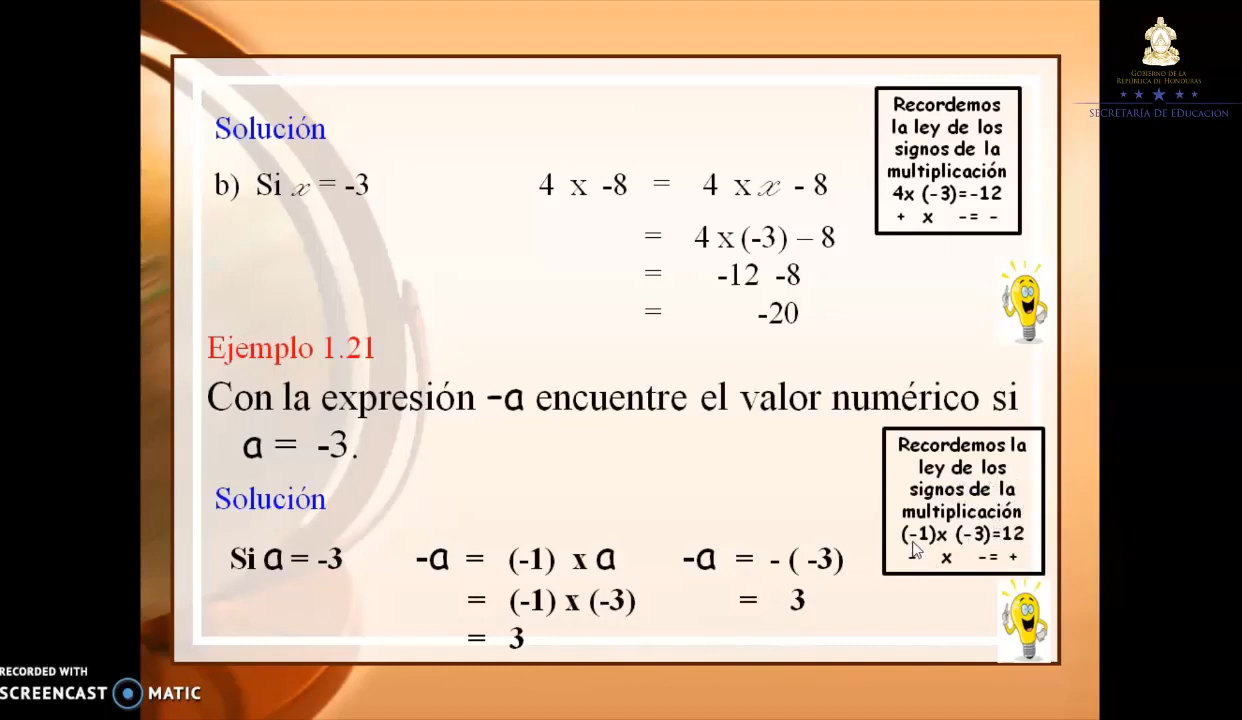 GOBIERNO DE LA
REPÚBLICA DE HONDURAS
SECRETARÍA DE EDUCACIÓN
Solución
b) Si x = -3
4 x -8 = 4 x x - 8
= 4 x (-3) – 8
= -12 -8
= -20
Recordemos
la ley de los
signos de la
multiplicación
4x (-3)=-12
+ x -= -
Ejemplo 1.21
Con la expresión -a encuentre el valor numérico si
a = -3.
Solución
Si a = -3
-a = (-1) x a
= (-1) x (-3)
= 3
-a = - ( -3)
= 3
Recordemos la
ley de los
signos de la
multiplicación
(-1)x (-3)=12
- x -= +
RECORDED WITH
SCREENCAST MATIC